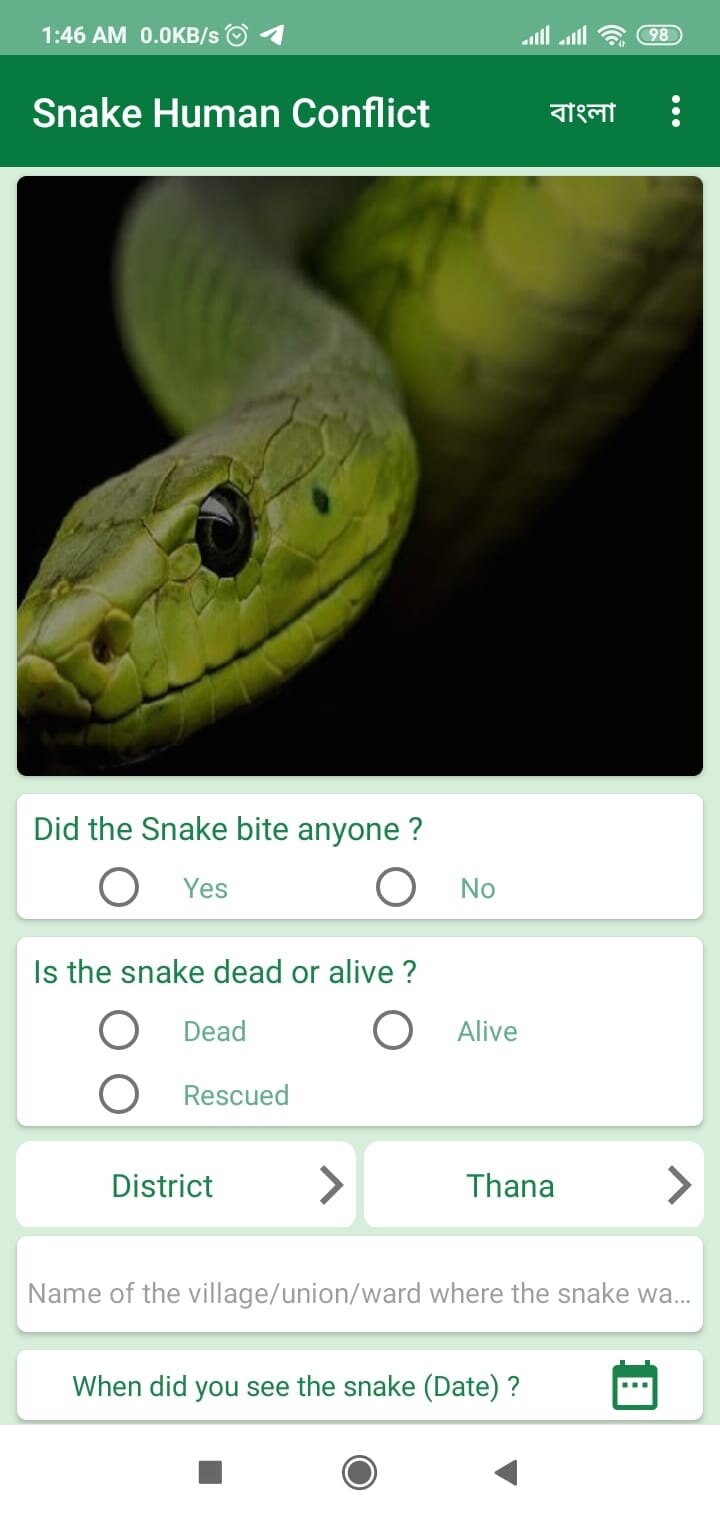 1:46 AM 0.0KB/s 98
Snake Human Conflict বাংলা
Did the Snake bite anyone ?
Yes No
Is the snake dead or alive ?
Dead Alive
Rescued
District Thana
Name of the village/union/ward where the snake wa...
When did you see the snake (Date) ?